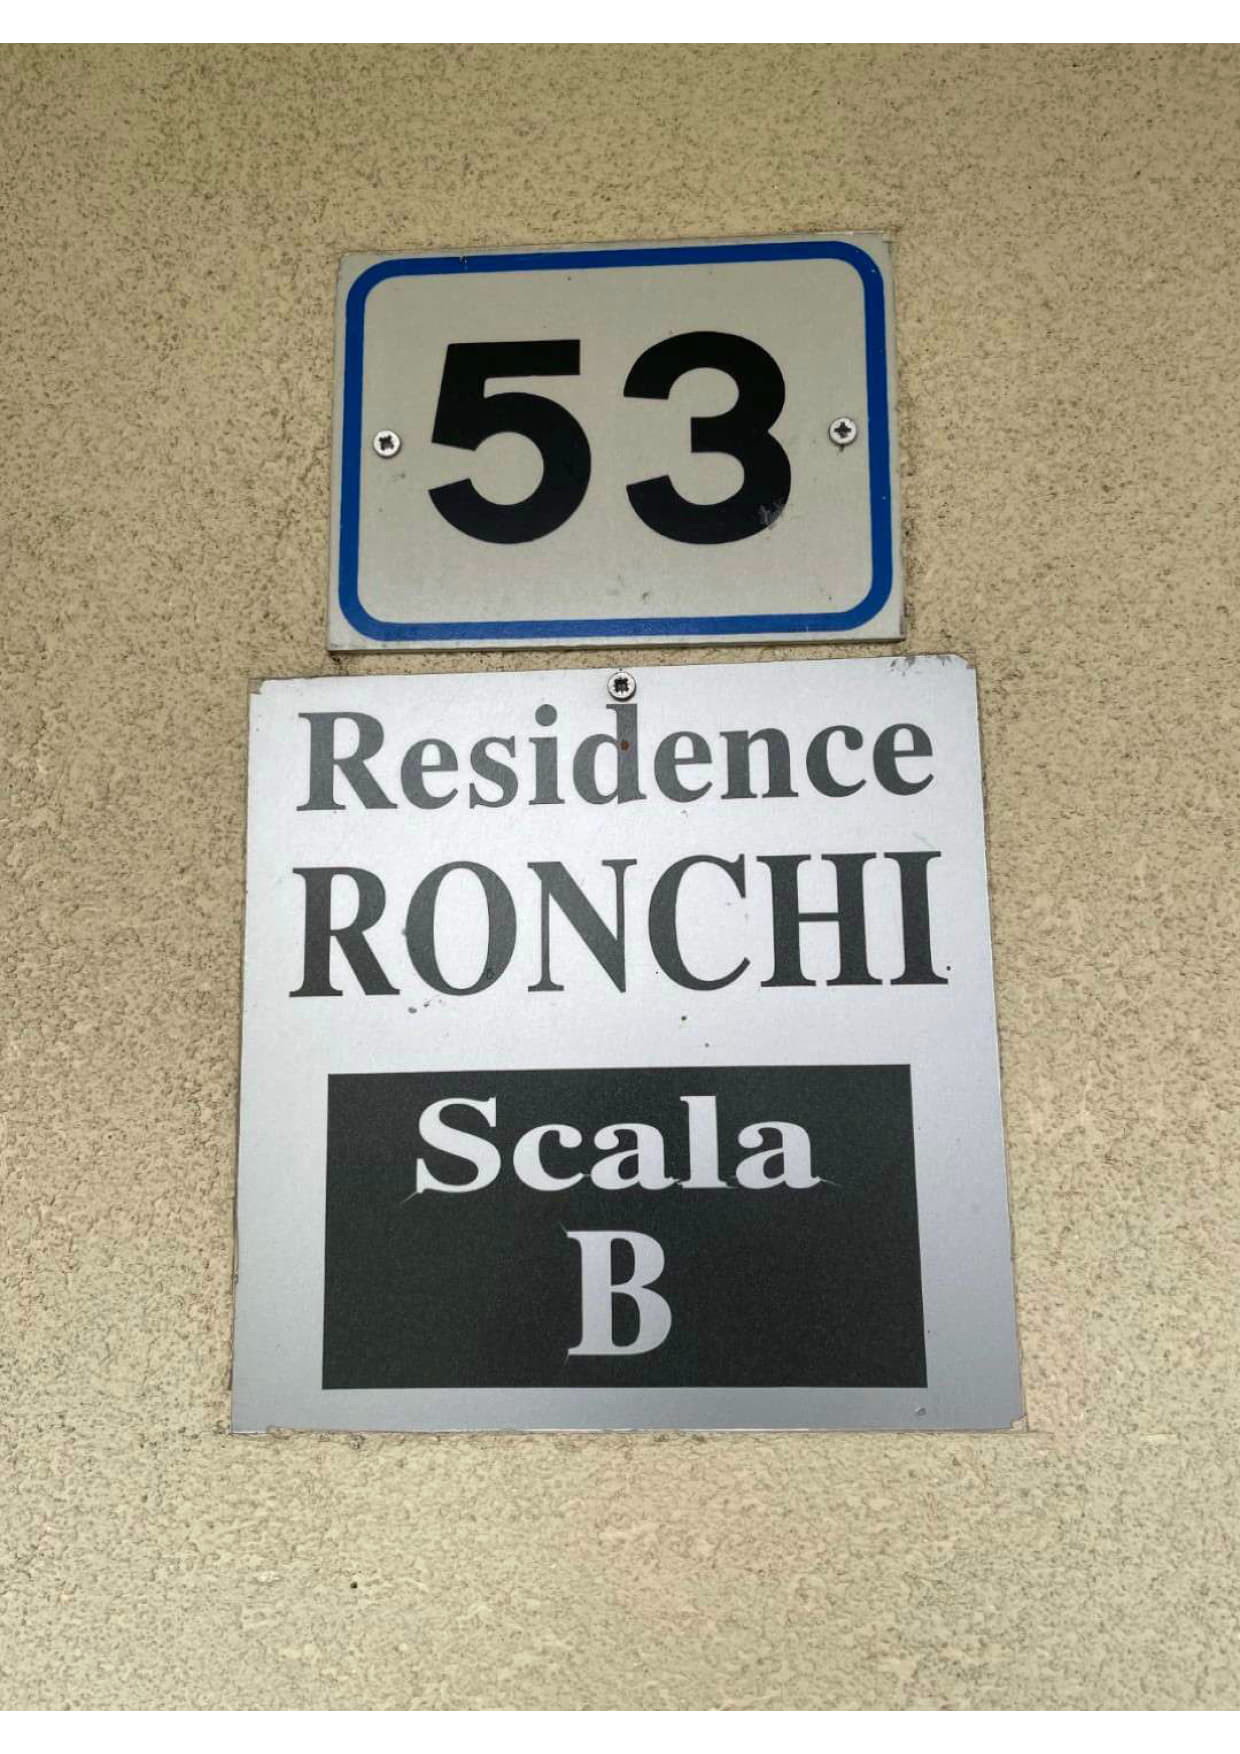 53
Residence
RONCHI
Scala
B